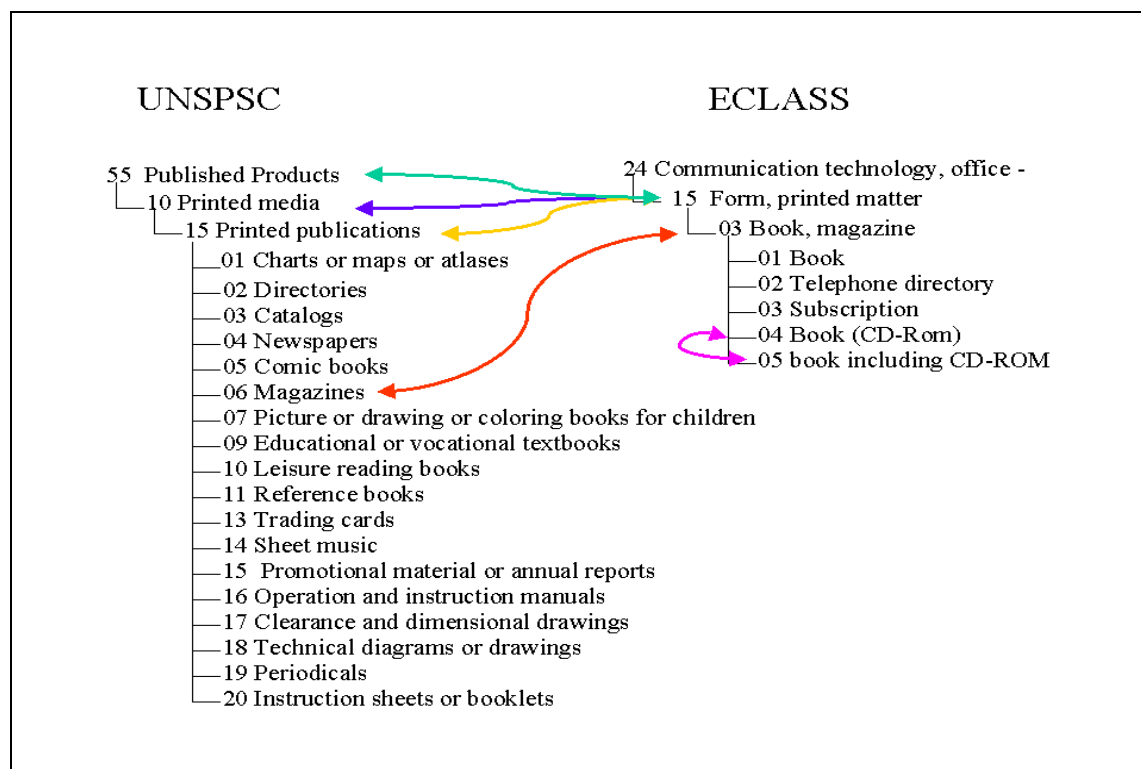 UNSPSC
55 Published Products
10 Printed media
15 Printed publications
01 Charts or maps or atlases
02 Directories
03 Catalogs
04 Newspapers
05 Comic books
06 Magazines
07 Picture or drawing or coloring books for children
09 Educational or vocational textbooks
10 Leisure reading books
11 Reference books
13 Trading cards
14 Sheet music
15 Promotional material or annual reports
16 Operation and instruction manuals
17 Clearance and dimensional drawings
18 Technical diagrams or drawings
19 Periodicals
20 Instruction sheets or booklets
ECLASS
24 Communication technology, office -
15 Form, printed matter
03 Book, magazine
01 Book
02 Telephone directory
03 Subscription
04 Book (CD-Rom)
05 book including CD-ROM